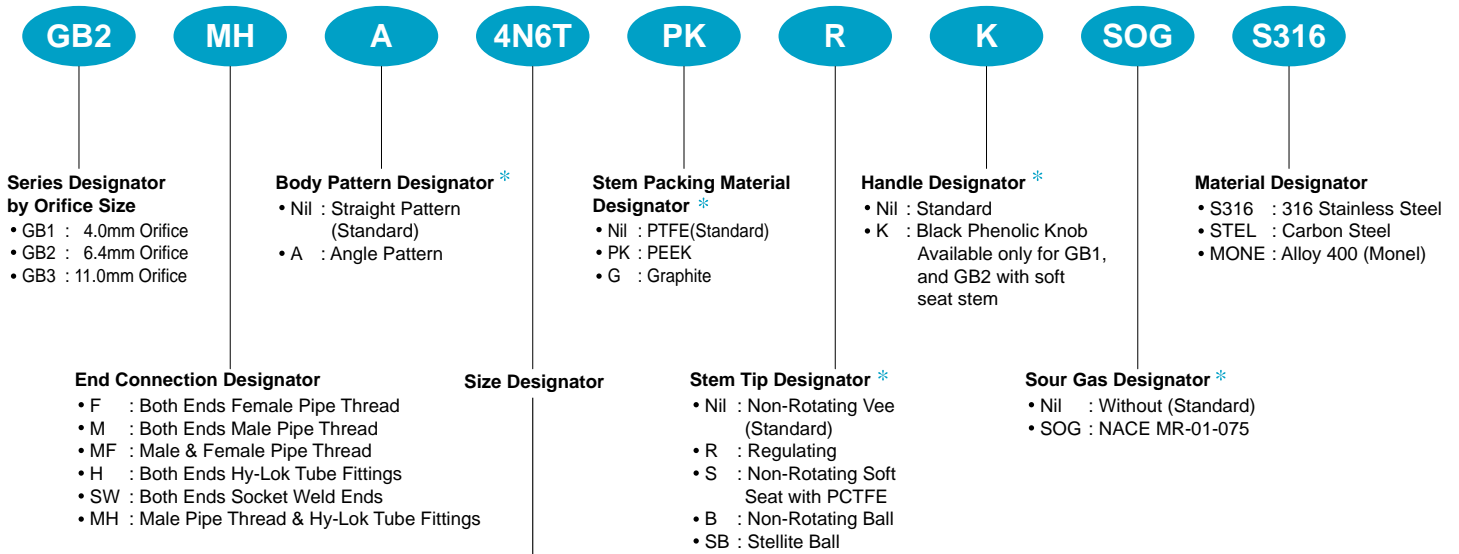 GB2 MH A 4N6T PK R K SOG S316
Series Designator
by Orifice Size
• GB1 : 4.0mm Orifice
• GB2 : 6.4mm Orifice
• GB3 : 11.0mm Orifice
Body Pattern Designator *
• Nil : Straight Pattern
(Standard)
• A : Angle Pattern
Stem Packing Material
Designator *
• Nil : PTFE(Standard)
• PK : PEEK
• G : Graphite
Handle Designator *
• Nil : Standard
• K : Black Phenolic Knob
Available only for GB1,
and GB2 with soft
seat stem
Material Designator
• S316 : 316 Stainless Steel
• STEL : Carbon Steel
• MONE : Alloy 400 (Monel)
End Connection Designator
• F : Both Ends Female Pipe Thread
• M : Both Ends Male Pipe Thread
• MF : Male & Female Pipe Thread
• H : Both Ends Hy-Lok Tube Fittings
• SW : Both Ends Socket Weld Ends
• MH : Male Pipe Thread & Hy-Lok Tube Fittings
Size Designator
Stem Tip Designator *
• Nil : Non-Rotating Vee
(Standard)
• R : Regulating
• S : Non-Rotating Soft
Seat with PCTFE
• B : Non-Rotating Ball
• SB : Stellite Ball
Sour Gas Designator *
• Nil : Without (Standard)
• SOG : NACE MR-01-075